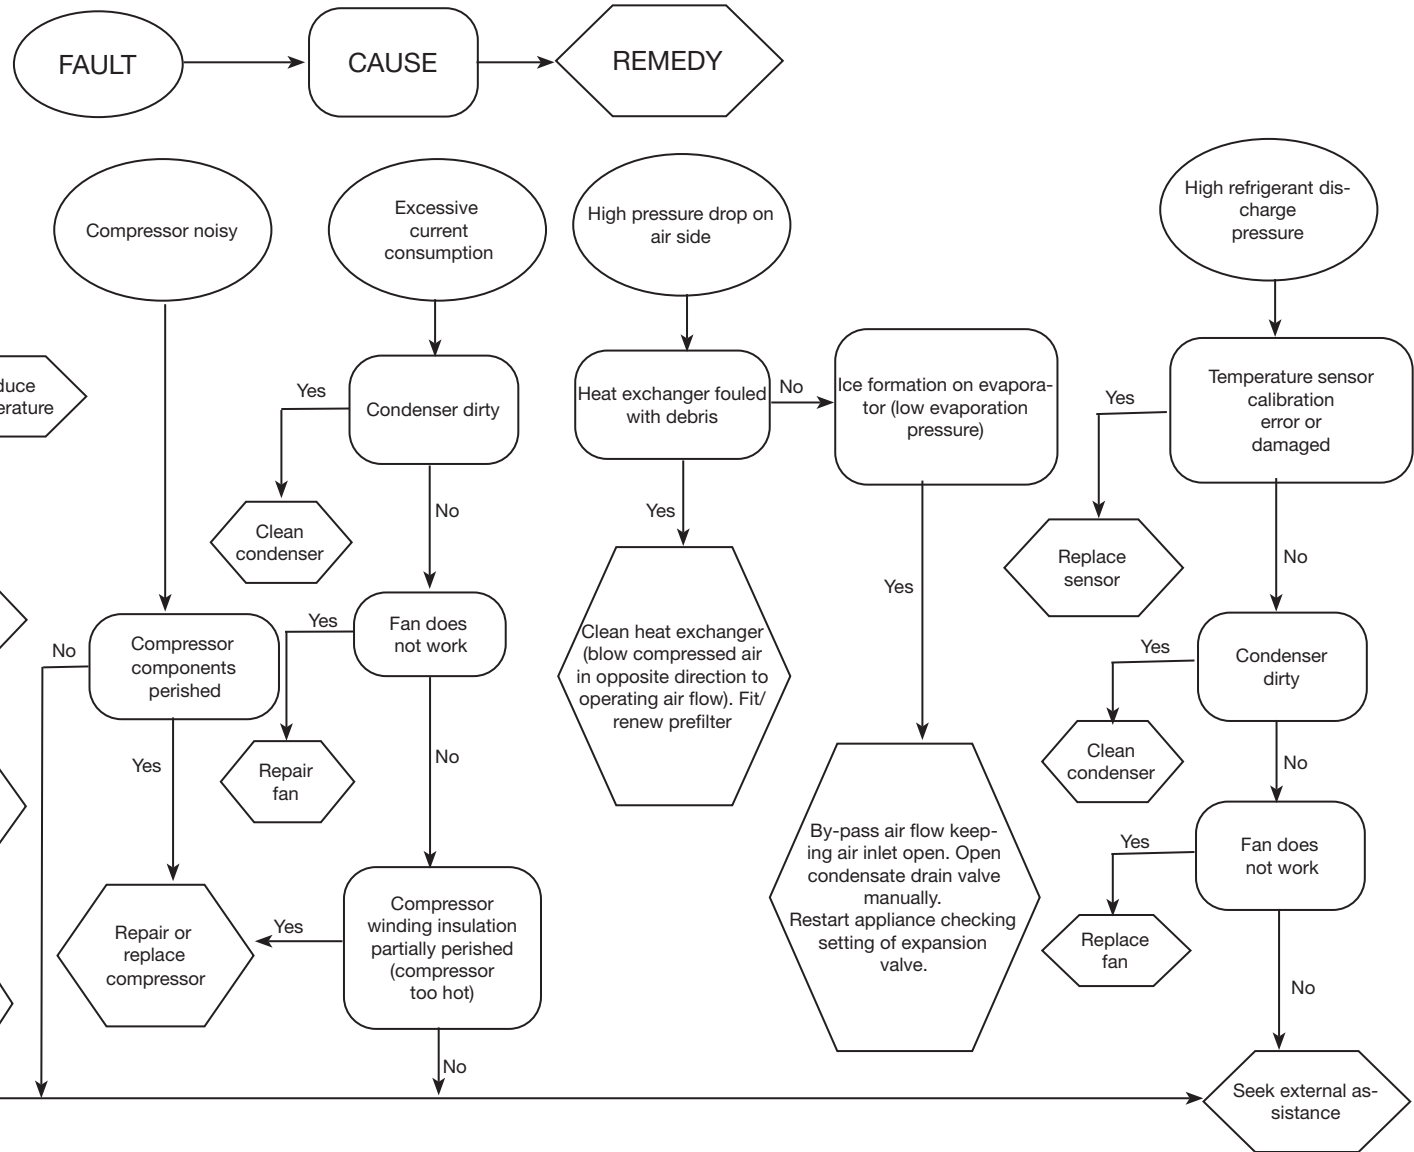 FAULT
CAUSE
REMEDY
Compressor noisy
Excessive
current
consumption
High pressure drop on
air side
High refrigerant dis-
charge
pressure
duce
erature
Yes
Condenser dirty
Heat exchanger fouled
with debris
No
Ice formation on evapora-
tor (low evaporation
pressure)
Yes
Temperature sensor
calibration
error or
damaged
Clean
condenser
No
Yes
Yes
Replace
sensor
No
No
Compressor
components
perished
Yes
Fan does
not work
Clean heat exchanger
(blow compressed air
in opposite direction to
operating air flow). Fit/
renew prefilter
Yes
Condenser
dirty
Yes
Repair
fan
No
Clean
condenser
No
By-pass air flow keep-
ing air inlet open. Open
condensate drain valve
manually.
Restart appliance checking
setting of expansion
valve.
Yes
Fan does
not work
Repair or
replace
compressor
Yes
Compressor
winding insulation
partially perished
(compressor
too hot)
Replace
fan
No
No
Seek external as-
sistance